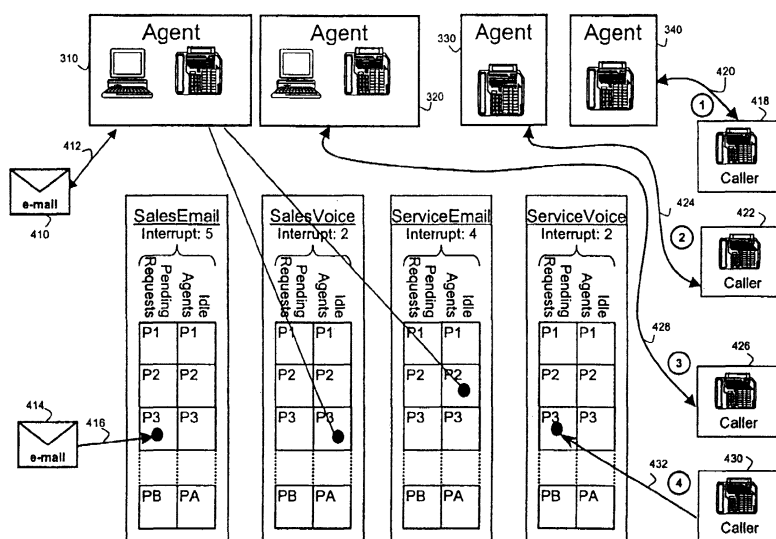 310
Agent
Agent
320
330
Agent
340
Agent
420
1
418
Caller
412
e-mail
410
424
2
422
Caller
428
3
426
Caller
414
e-mail
416
432
4
430
Caller
SalesEmail
Interrupt: 5
Pending Requests
Idle Agents
P1 P1
P2 P2
P3 P3
PB PA
SalesVoice
Interrupt: 2
Pending Requests
Idle Agents
P1 P1
P2 P2
P3 P3
PB PA
ServiceEmail
Interrupt: 4
Pending Requests
Idle Agents
P1 P1
P2 P2
P3 P3
PB PA
ServiceVoice
Interrupt: 2
Pending Requests
Idle Agents
P1 P1
P2 P2
P3 P3
PB PA